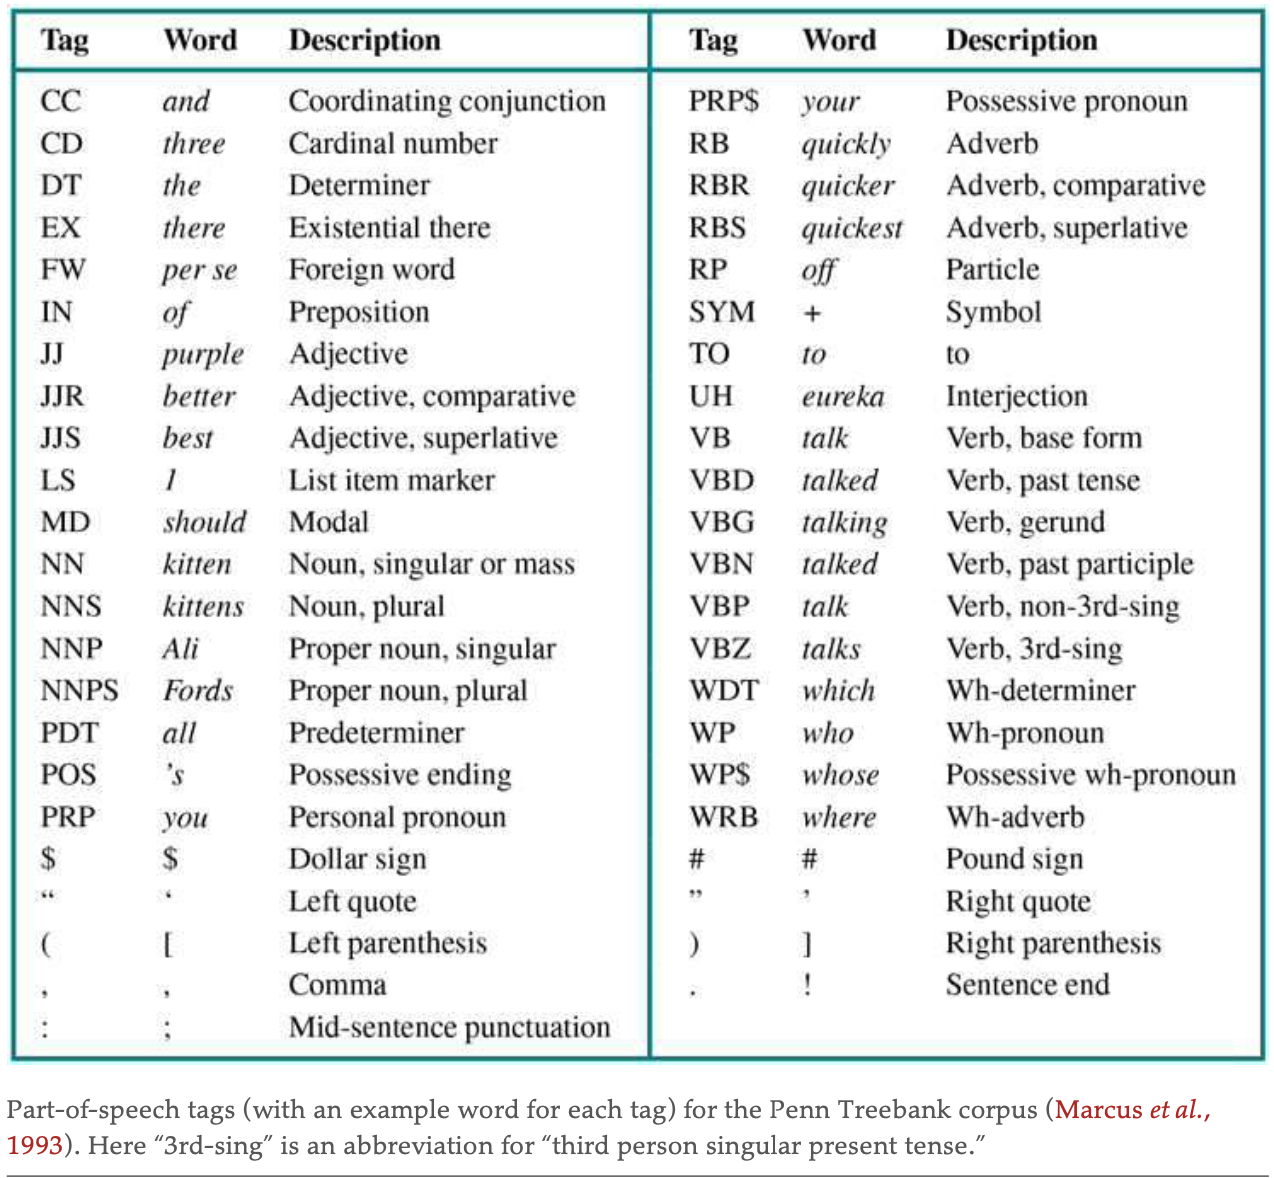 Tag Word Description Tag Word Description
CC and Coordinating conjunction PRP$ your Possessive pronoun
CD three Cardinal number RB quickly Adverb
DT the Determiner RBR quicker Adverb, comparative
EX there Existential there RBS quickest Adverb, superlative
FW per se Foreign word RP off Particle
IN of Preposition SYM + Symbol
JJ purple Adjective TO to to
JJR better Adjective, comparative UH eureka Interjection
JJS best Adjective, superlative VB talk Verb, base form
LS 1 List item marker VBD talked Verb, past tense
MD should Modal VBG talking Verb, gerund
NN kitten Noun, singular or mass VBN talked Verb, past participle
NNS kittens Noun, plural VBP talk Verb, non-3rd-sing
NNP Ali Proper noun, singular VBZ talks Verb, 3rd-sing
NNPS Fords Proper noun, plural WDT which Wh-determiner
PDT all Predeterminer WP who Wh-pronoun
POS ’s Possessive ending WP$ whose Possessive wh-pronoun
PRP you Personal pronoun WRB where Wh-adverb
$ $ Dollar sign # # Pound sign
“ ‘ Left quote ” ’ Right quote
( [ Left parenthesis ) ] Right parenthesis
, , Comma . ! Sentence end
: ; Mid-sentence punctuation
Part-of-speech tags (with an example word for each tag) for the Penn Treebank corpus (Marcus et al.,
1993). Here “3rd-sing” is an abbreviation for “third person singular present tense.”